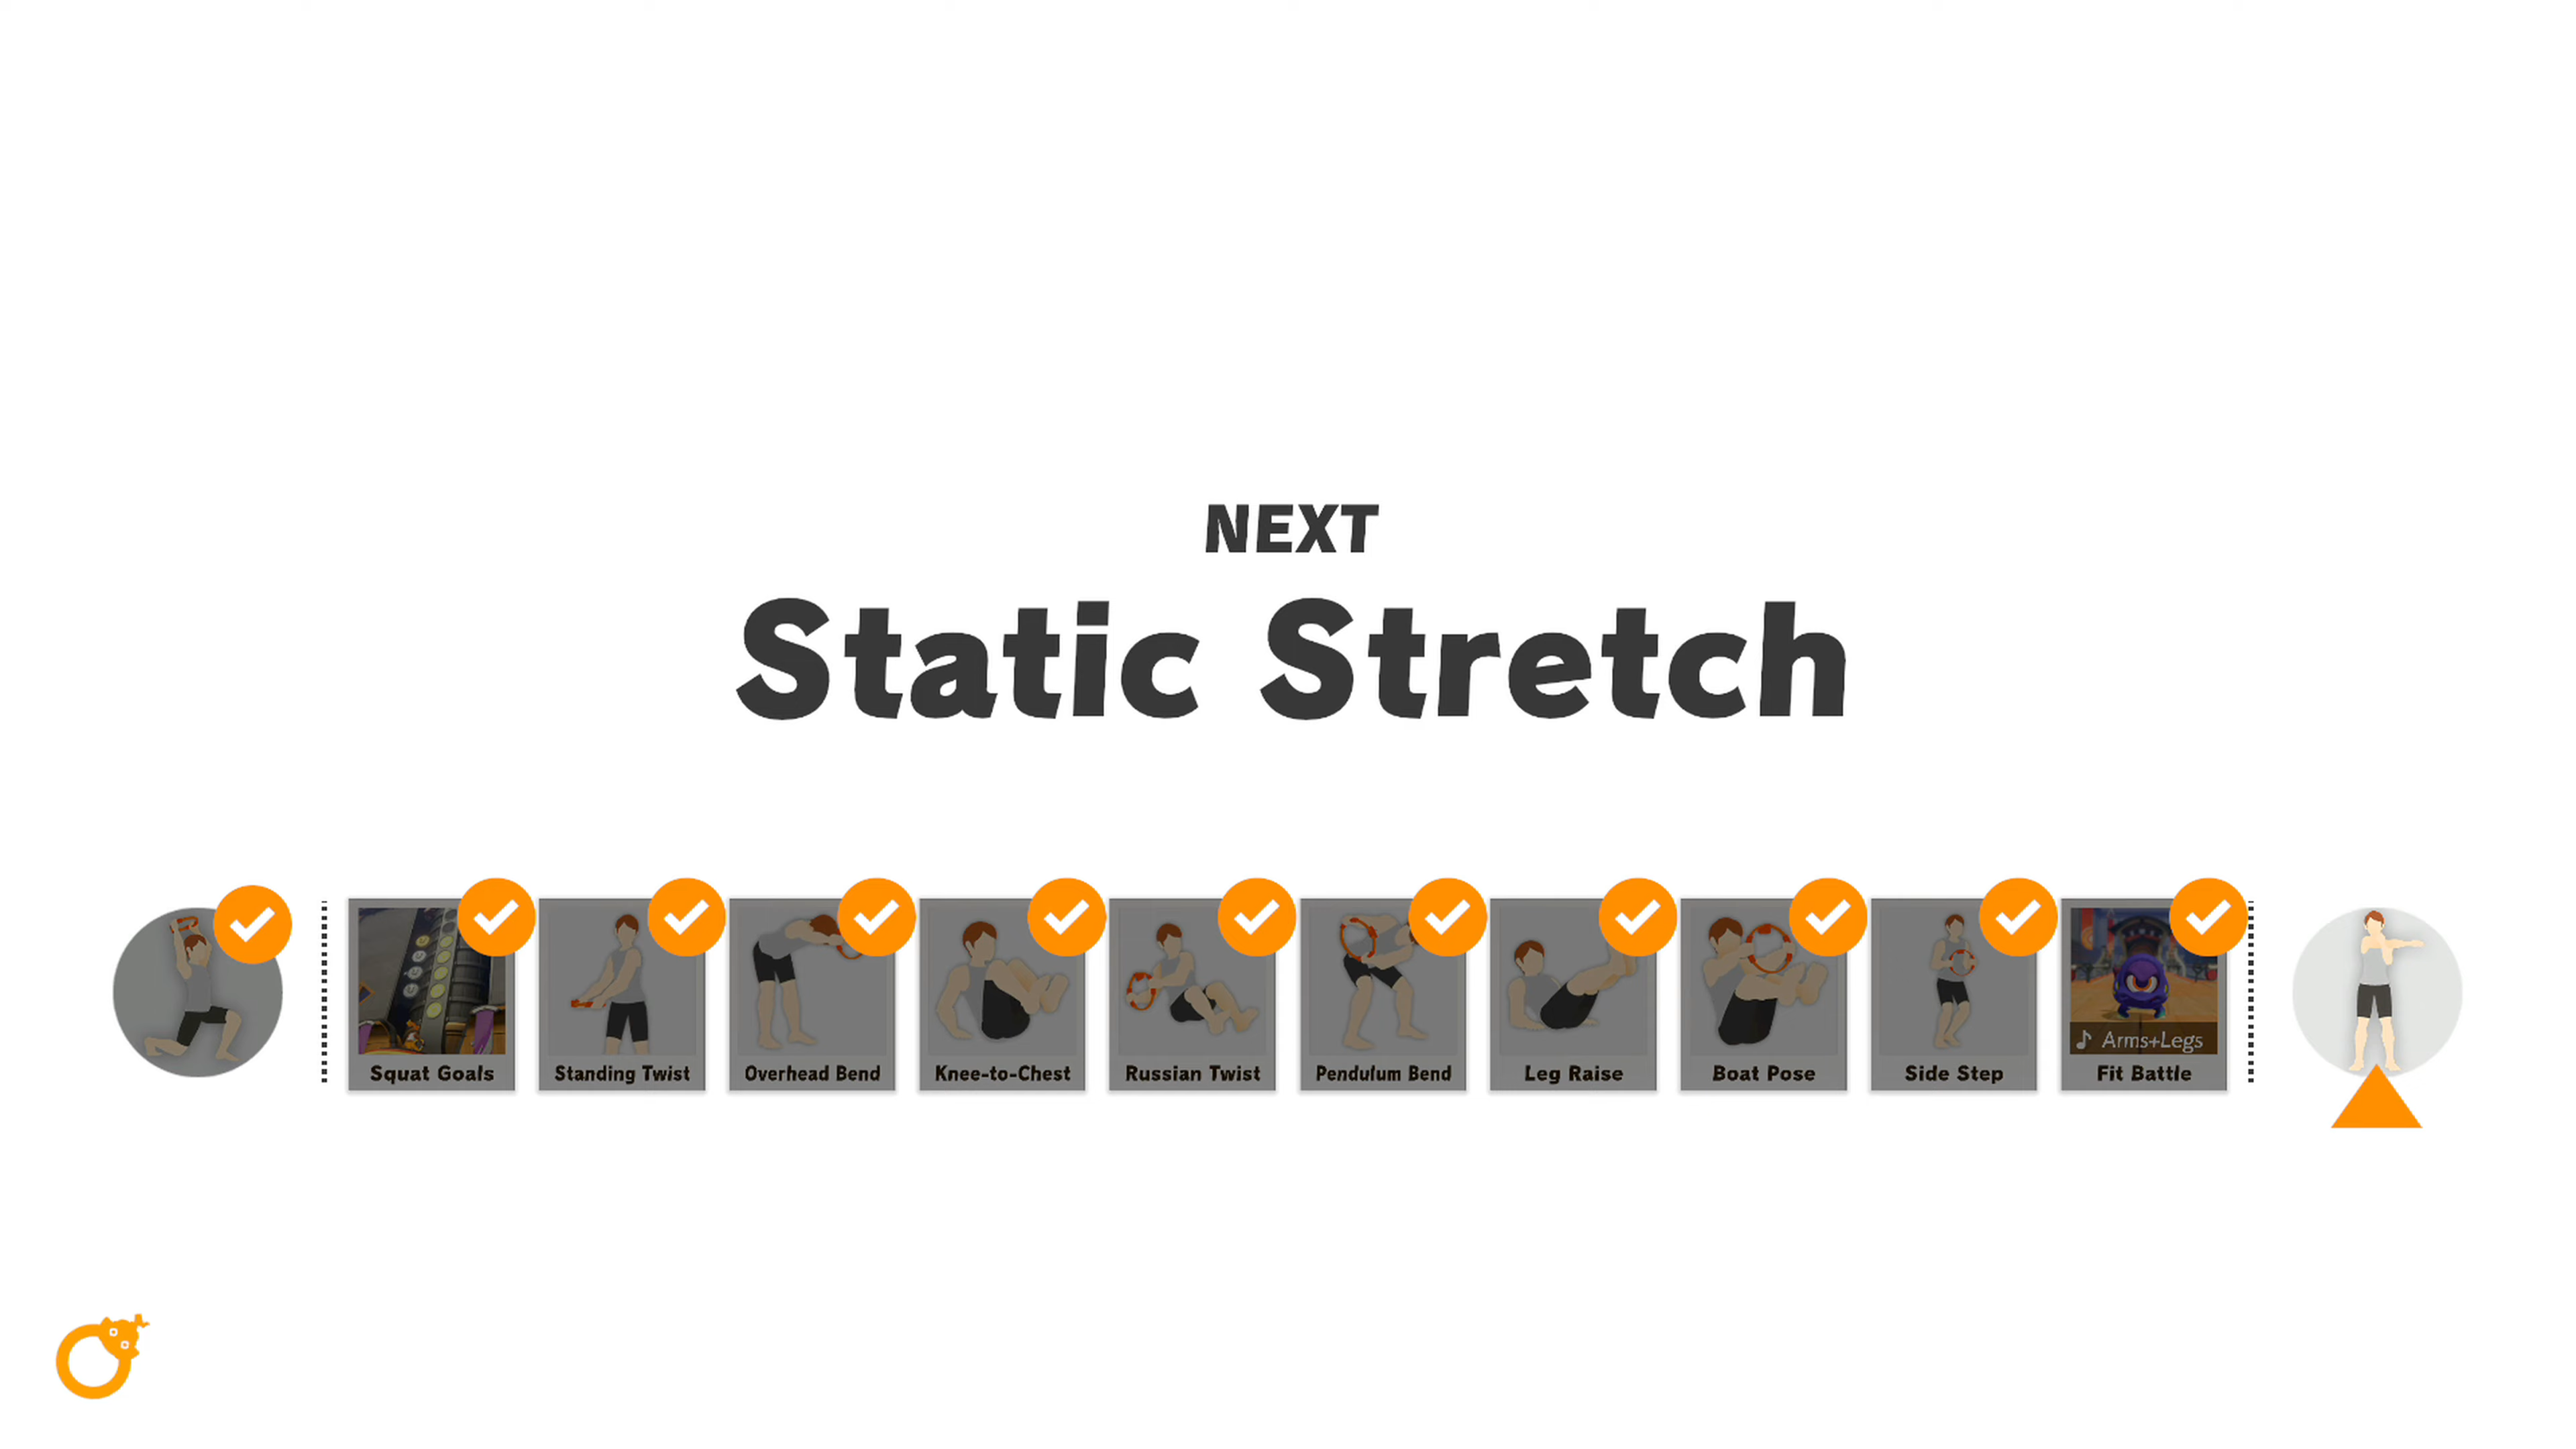 NEXT
Static Stretch
♪ Arms+Legs
Squat Goals
Standing Twist
Overhead Bend
Knee-to-Chest
Russian Twist
Pendulum Bend
Leg Raise
Boat Pose
Side Step
Fit Battle